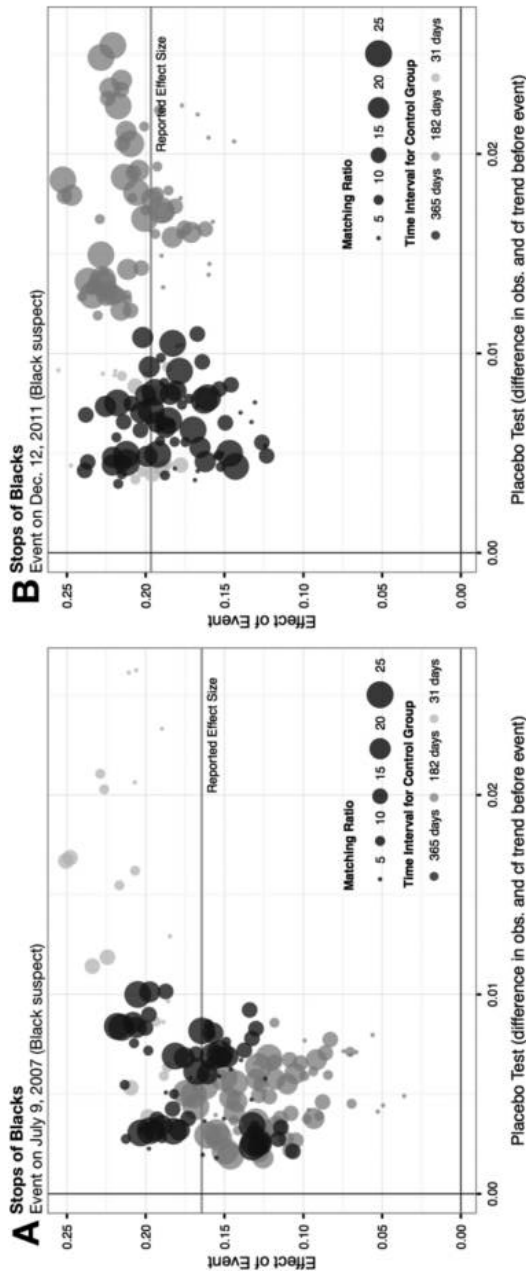 A Stops of Blacks
Event on July 9, 2007 (Black suspect)
Effect of Event
0.25
0.20
0.15
0.10
0.05
0.00
Reported Effect Size
Matching Ratio
5 10 15 20 25
Time Interval for Control Group
365 days 182 days 31 days
0.00 0.01 0.02
Placebo Test (difference in obs. and cf trend before event)
B Stops of Blacks
Event on Dec. 12, 2011 (Black suspect)
Effect of Event
0.25
0.20
0.15
0.10
0.05
0.00
Reported Effect Size
Matching Ratio
5 10 15 20 25
Time Interval for Control Group
365 days 182 days 31 days
0.00 0.01 0.02
Placebo Test (difference in obs. and cf trend before event)